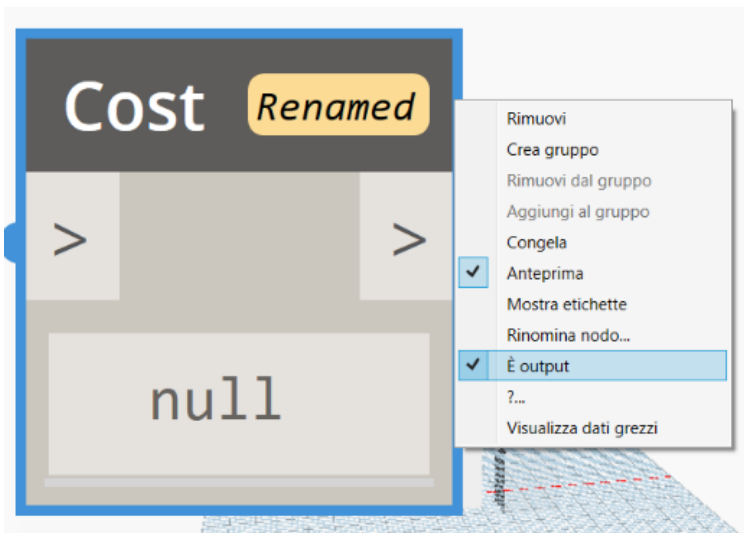 Cost
Renamed
>
>
null
Rimuovi
Crea gruppo
Rimuovi dal gruppo
Aggiungi al gruppo
Congela
Anteprima
Mostra etichette
Rinomina nodo...
È output
?...
Visualizza dati grezzi